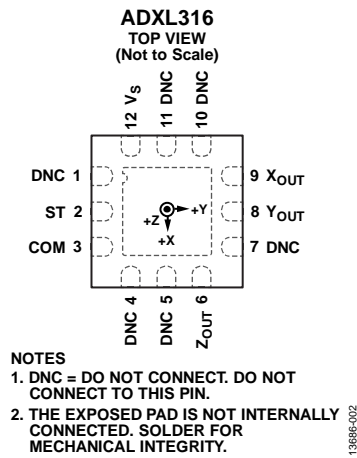 ADXL316
TOP VIEW
(Not to Scale)
12 VS
11 DNC
10 DNC
DNC 1
ST 2
COM 3
9 XOUT
8 YOUT
7 DNC
+Z
+Y
+X
DNC 4
DNC 5
ZOUT 6
NOTES
1. DNC = DO NOT CONNECT. DO NOT
CONNECT TO THIS PIN.
2. THE EXPOSED PAD IS NOT INTERNALLY
CONNECTED. SOLDER FOR
MECHANICAL INTEGRITY.
13686-002